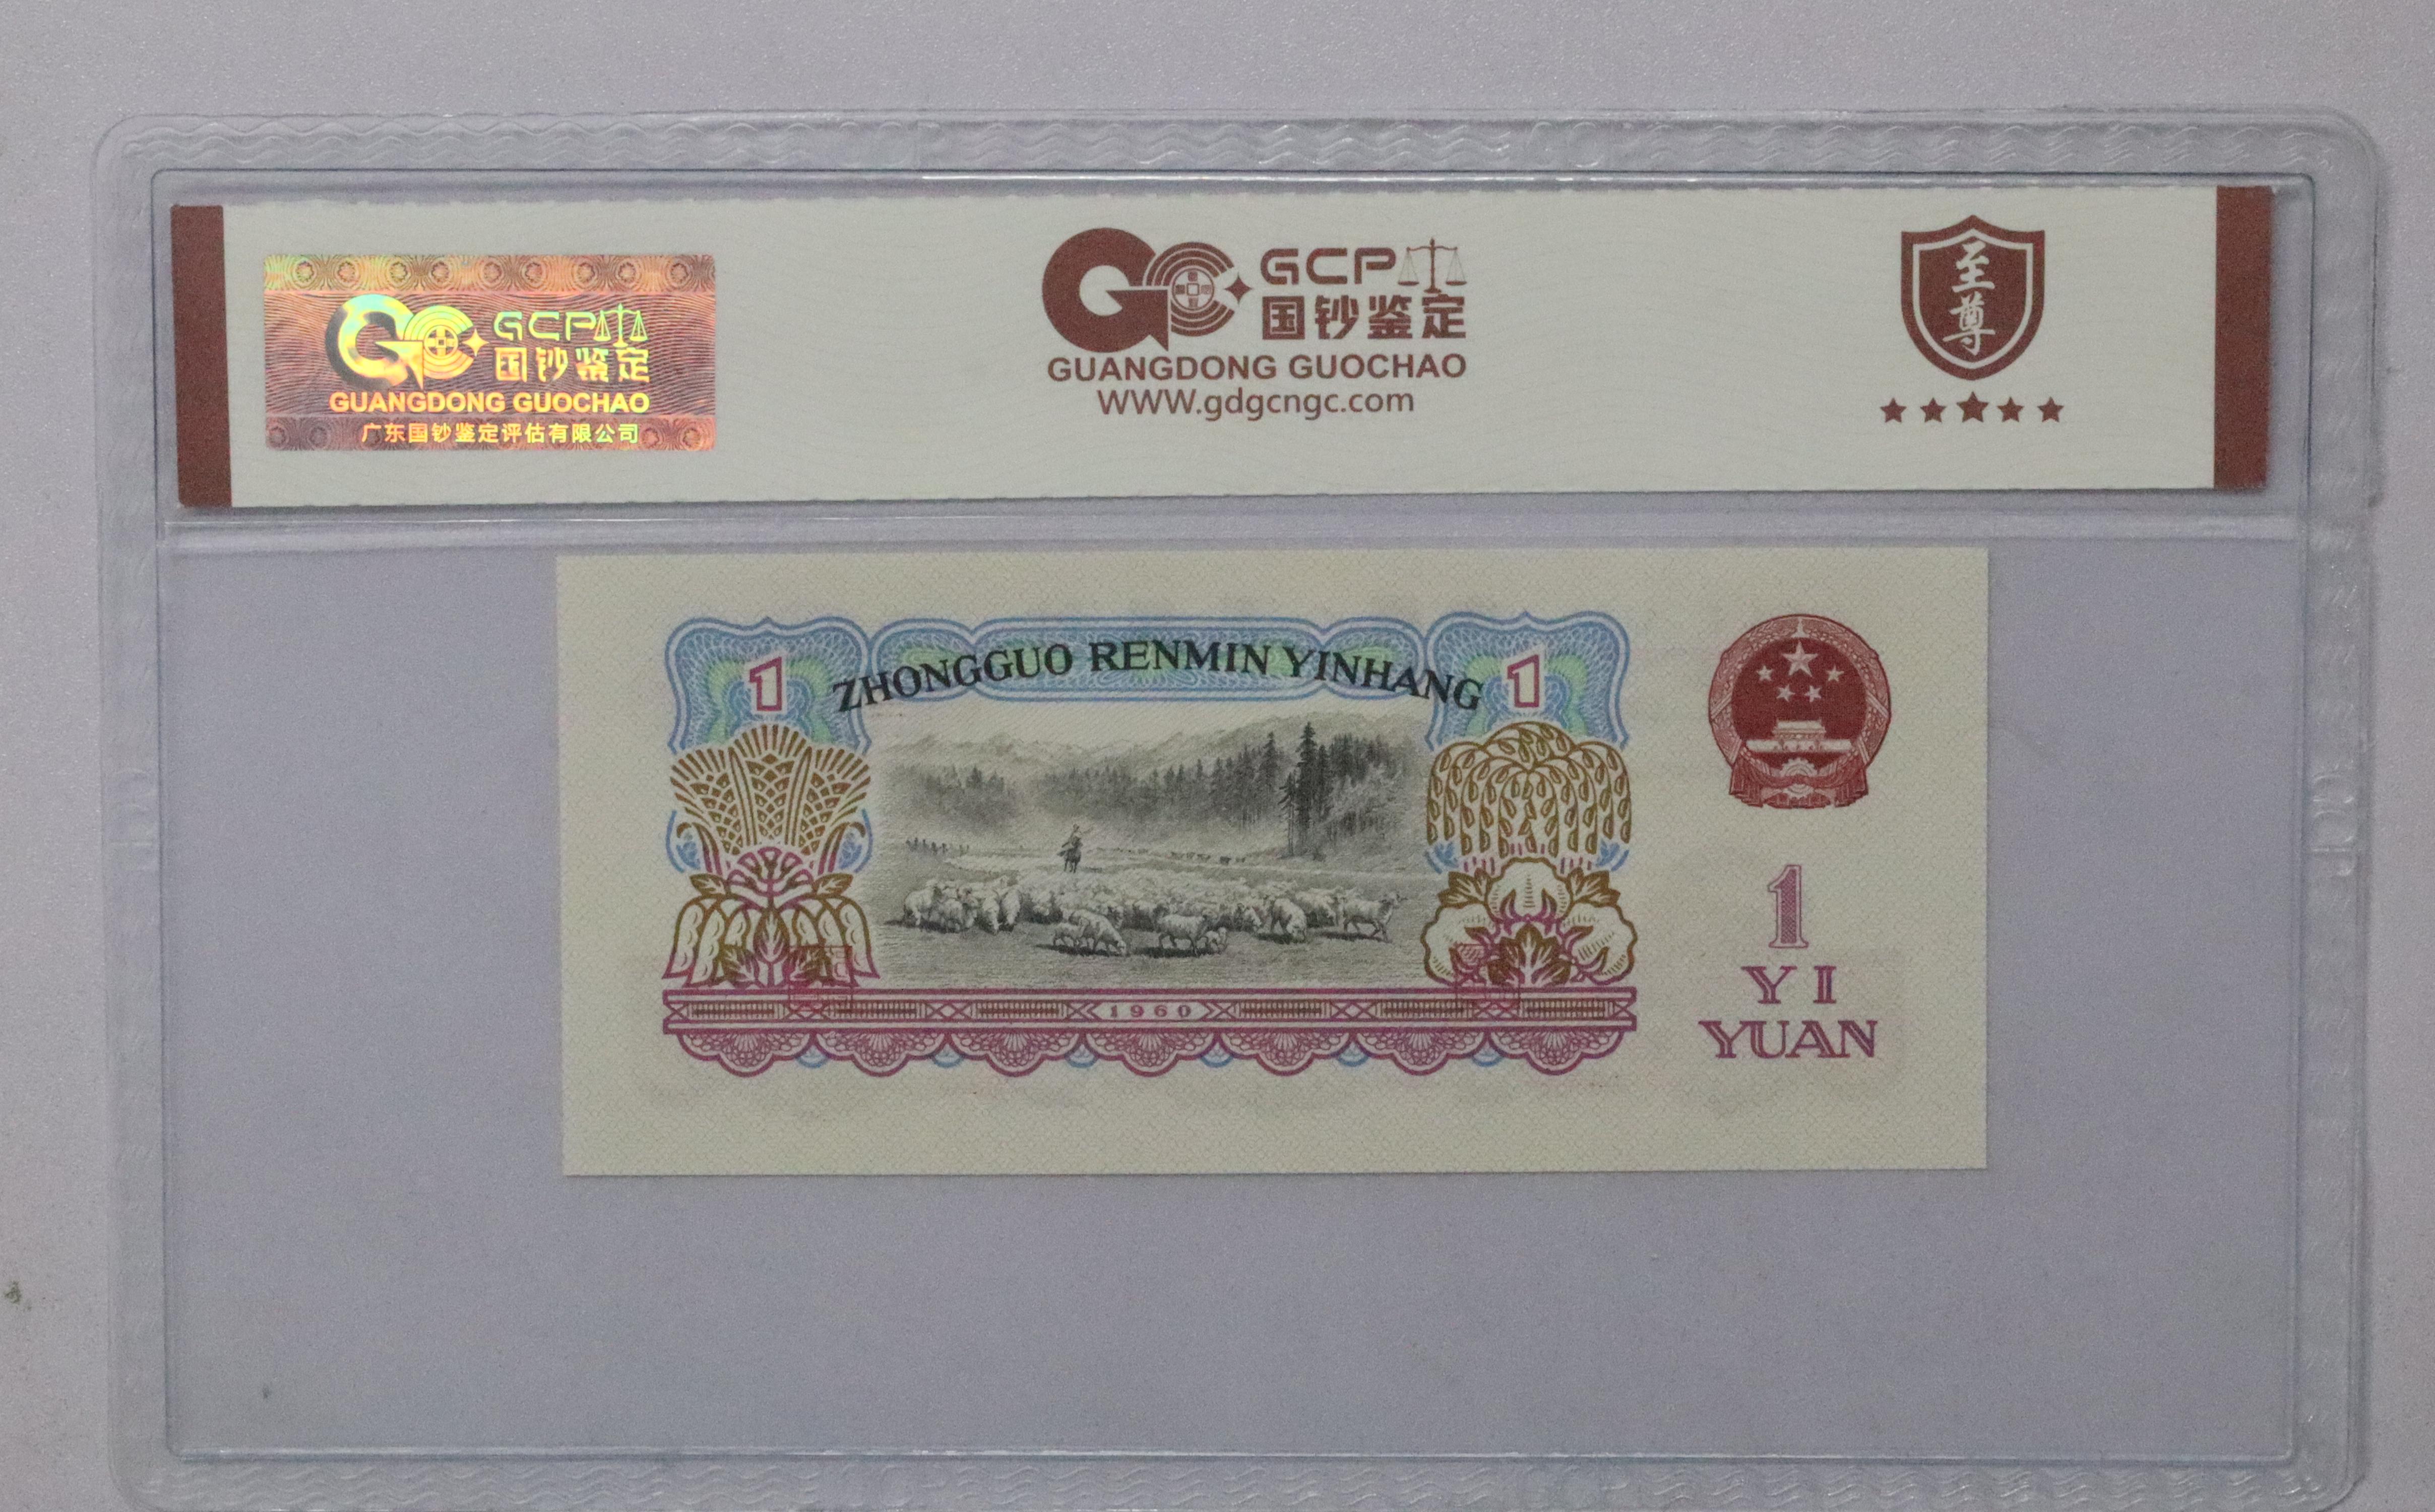 GCP
国钞鉴定
GUANGDONG GUOCHAO
广东国钞鉴定评估有限公司
GCP
国钞鉴定
GUANGDONG GUOCHAO
WWW.gdgcngc.com
至尊
1
ZHONGGUO RENMIN YINHANG
1
1960
1
YI
YUAN